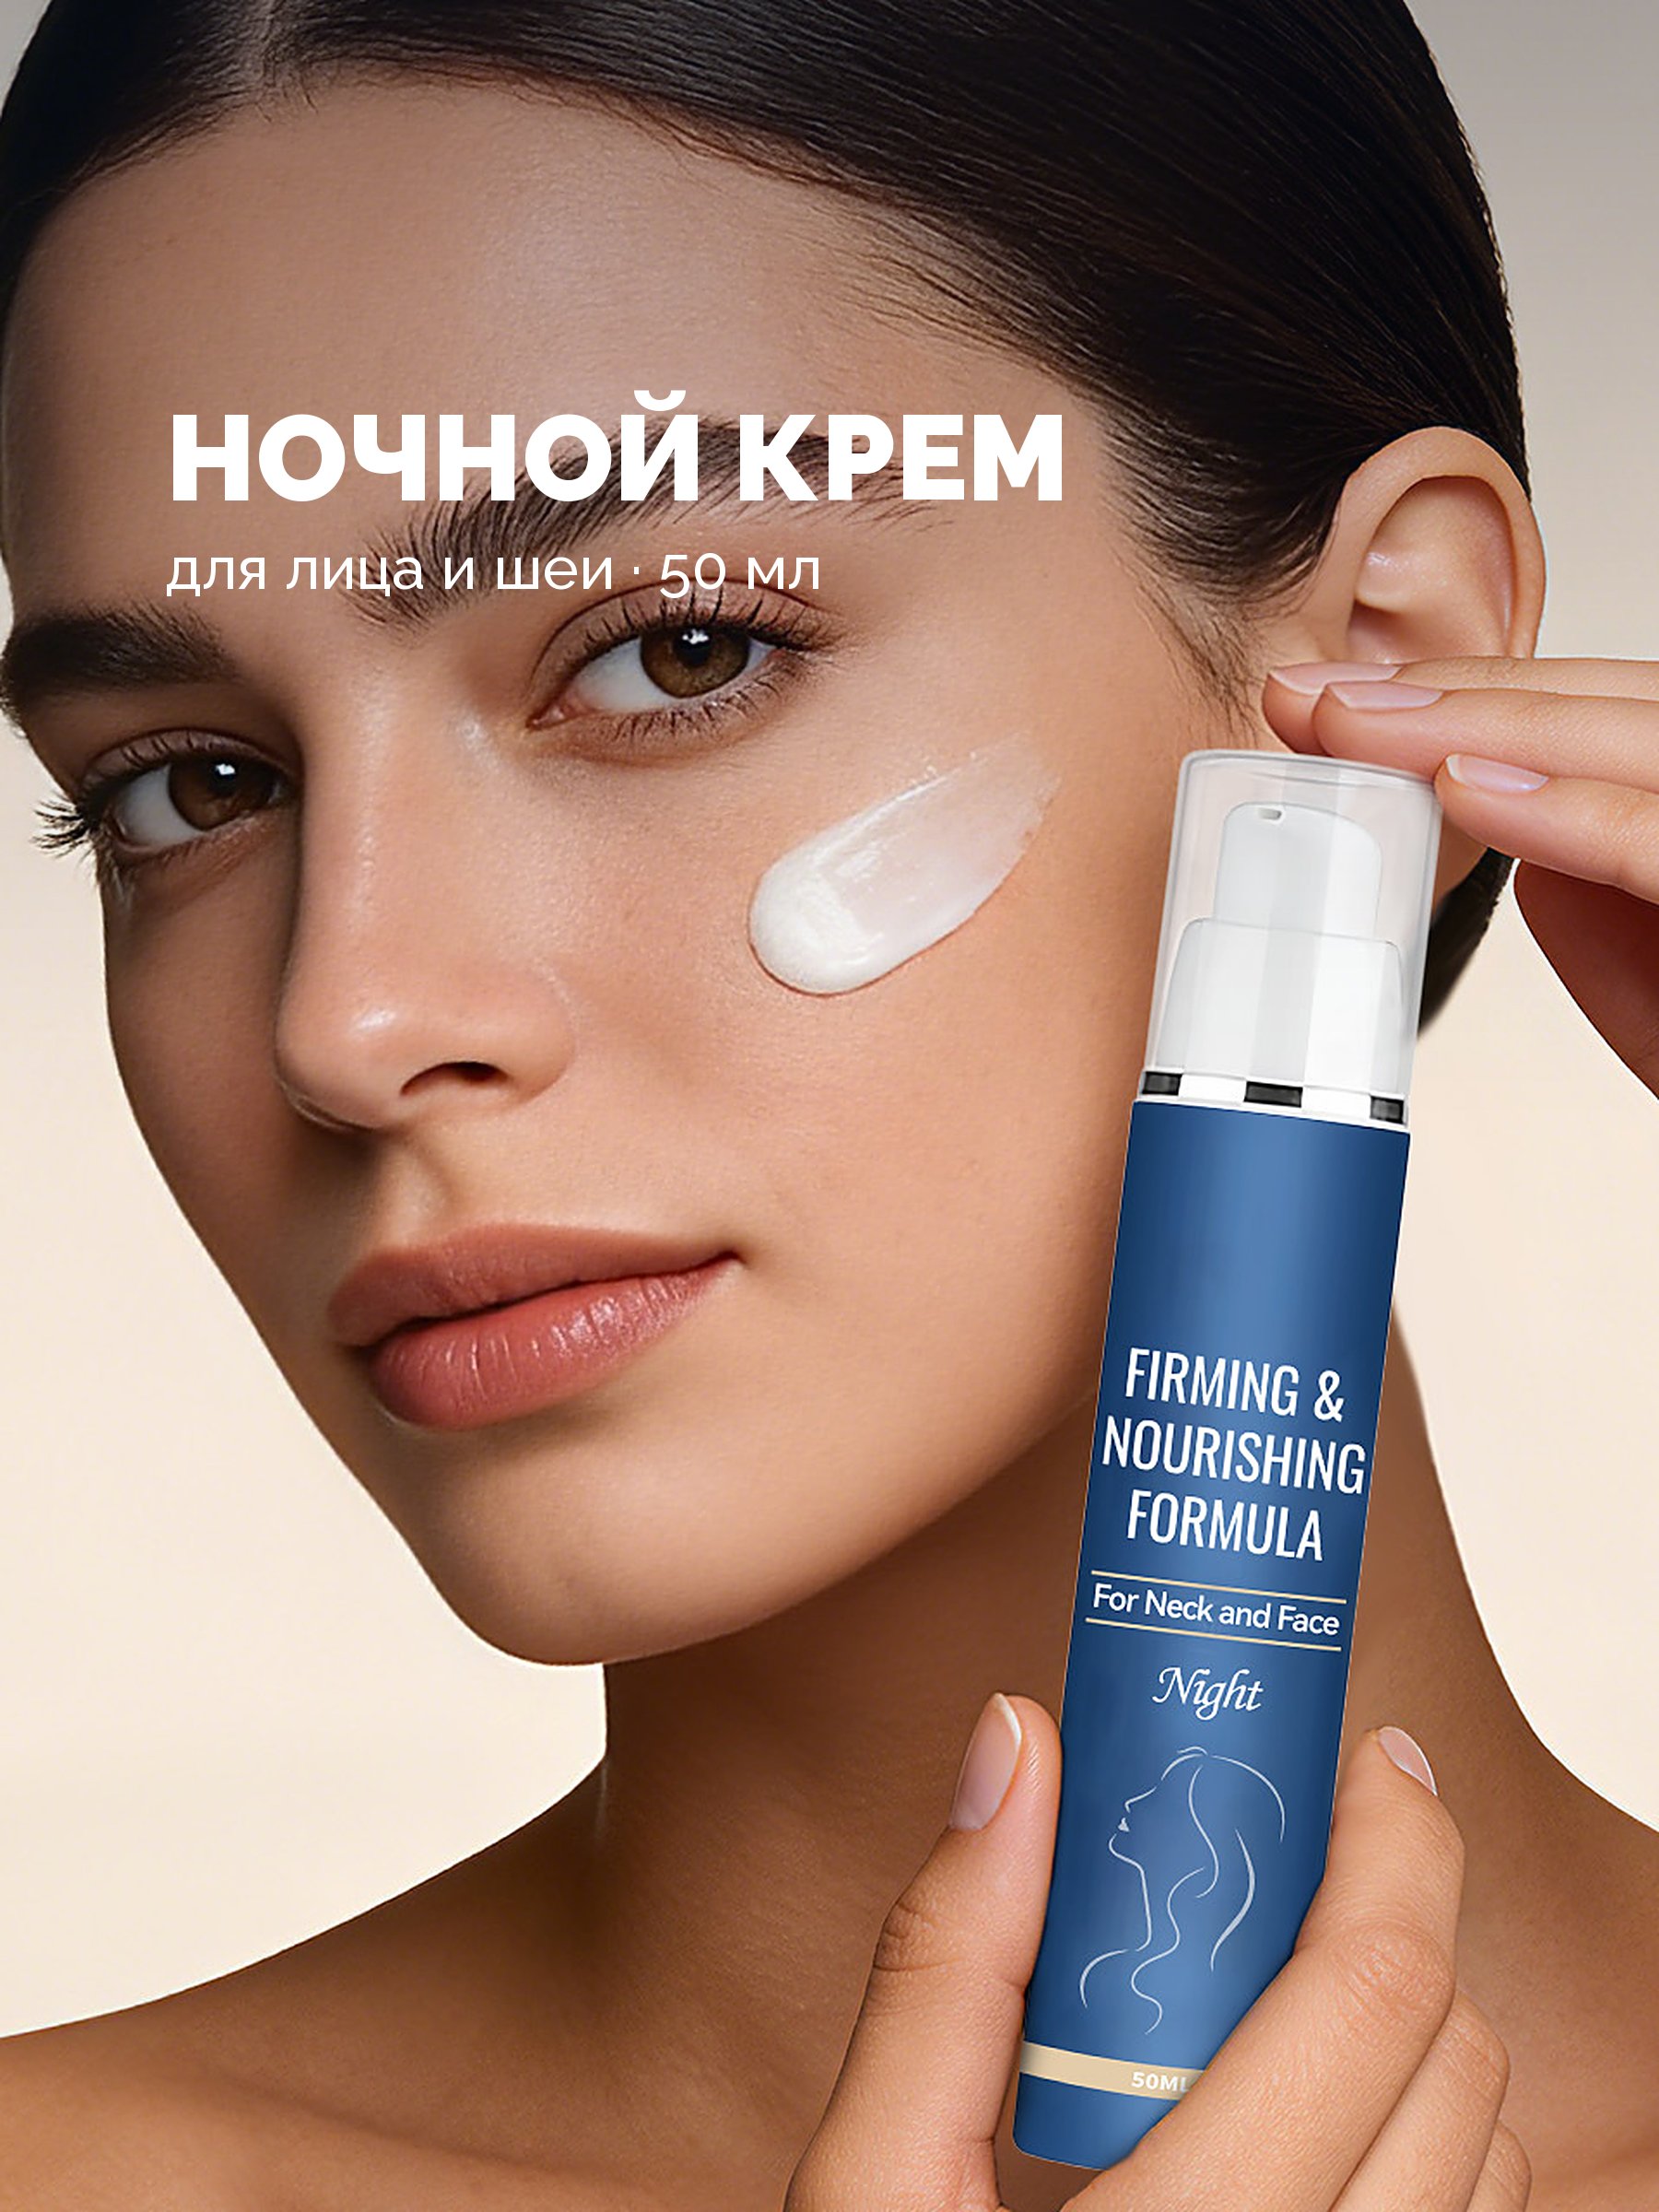 НОЧНОЙ КРЕМ
для лица и шеи · 50 мл
FIRMING &
NOURISHING
FORMULA
For Neck and Face
Night
50ML